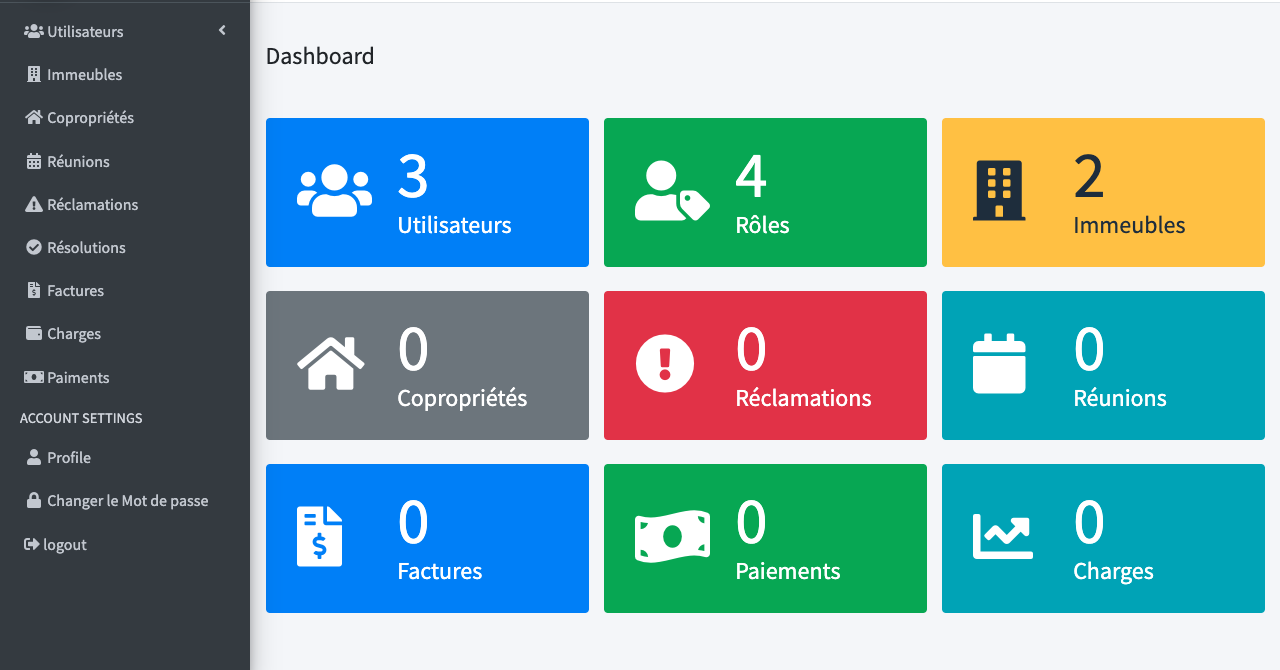 Utilisateurs
Immeubles
Copropriétés
Réunions
Réclamations
Résolutions
Factures
Charges
Paiments
ACCOUNT SETTINGS
Profile
Changer le Mot de passe
logout
Dashboard
3
Utilisateurs
4
Rôles
2
Immeubles
0
Copropriétés
0
Réclamations
0
Réunions
0
Factures
0
Paiements
0
Charges